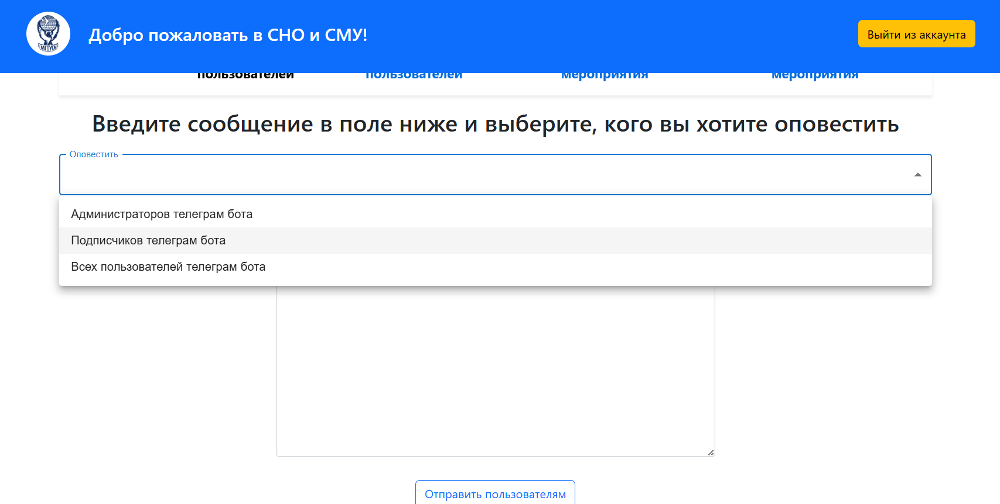 МГТУГА
Добро пожаловать в СНО и СМУ!
Выйти из аккаунта
пользователей пользователей мероприятия мероприятия
Введите сообщение в поле ниже и выберите, кого вы хотите оповестить
Оповестить
Администраторов телеграм бота
Подписчиков телеграм бота
Всех пользователей телеграм бота
Отправить пользователям